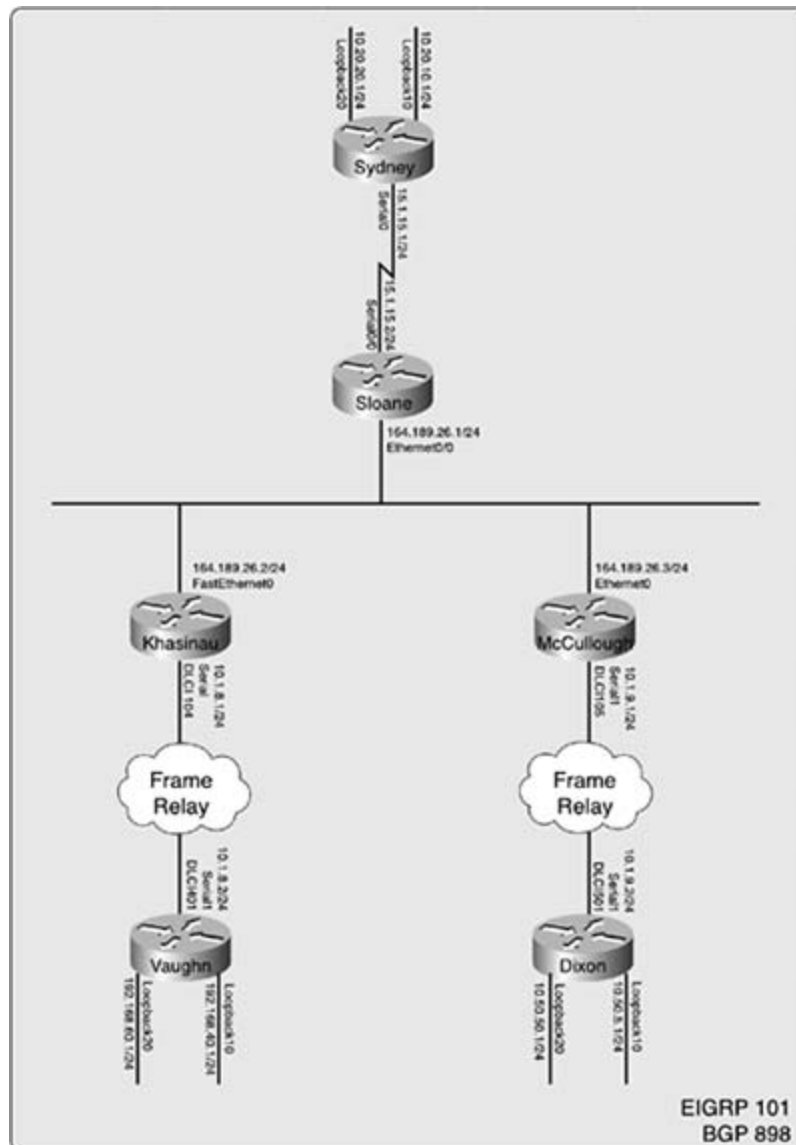 10.20.20.1/24
Loopback20
10.20.10.1/24
Loopback10
Sydney
15.1.15.1/24
Serial0
15.1.15.2/24
Serial0/0
Sloane
164.189.26.1/24
Ethernet0/0
164.189.26.2/24
FastEthernet0
164.189.26.3/24
Ethernet0
Khasinau
McCullough
10.1.8.1/24
Serial
DLCI 104
10.1.9.1/24
Serial1
DLCI105
Frame
Relay
Frame
Relay
10.1.8.2/24
Serial1
DLCI401
10.1.9.2/24
Serial1
DLCI501
Vaughn
Dixon
Loopback20
192.168.60.1/24
Loopback10
192.168.40.1/24
Loopback20
10.50.50.1/24
Loopback10
10.50.5.1/24
EIGRP 101
BGP 898